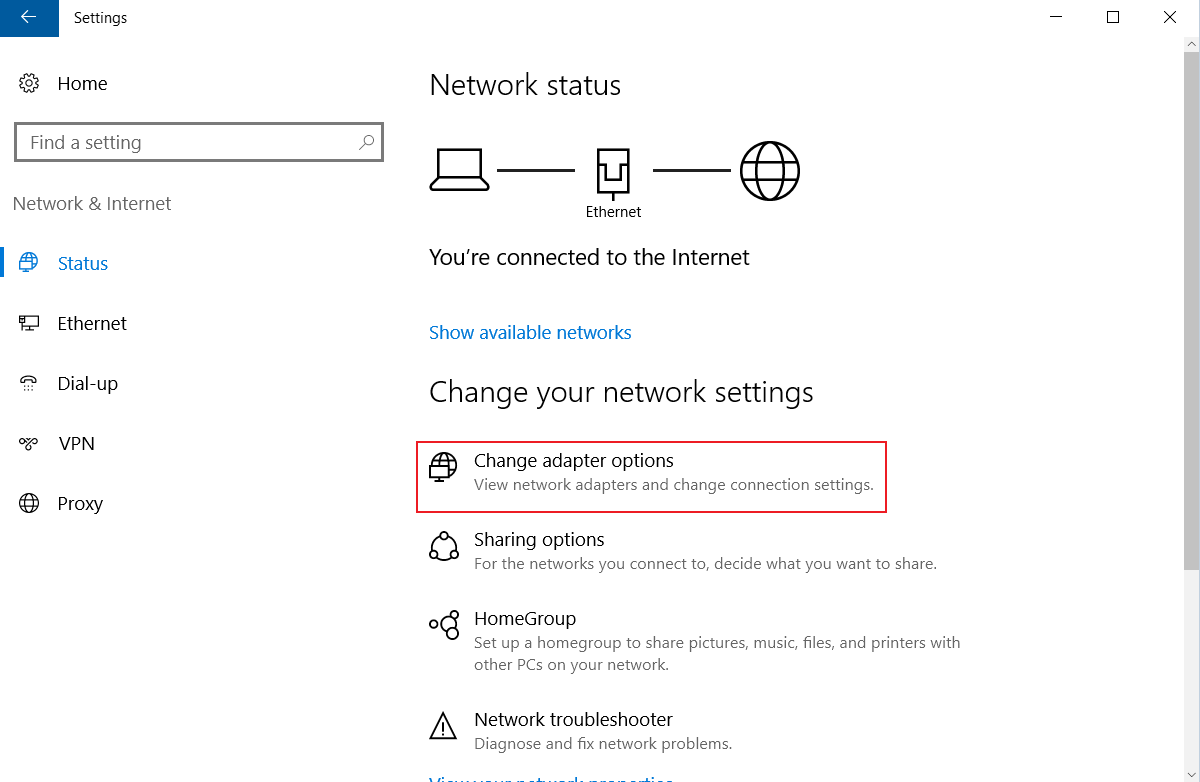 Settings
Home
Find a setting
Network & Internet
Status
Ethernet
Dial-up
VPN
Proxy
Network status
Ethernet
You're connected to the Internet
Show available networks
Change your network settings
Change adapter options
View network adapters and change connection settings.
Sharing options
For the networks you connect to, decide what you want to share.
HomeGroup
Set up a homegroup to share pictures, music, files, and printers with
other PCs on your network.
Network troubleshooter
Diagnose and fix network problems.
View your network properties